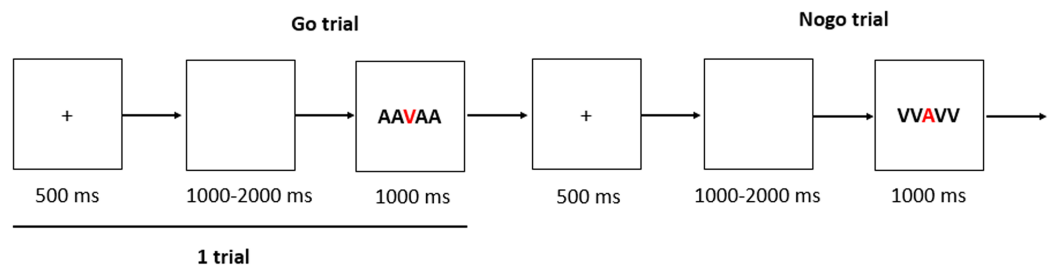 Go trial
Nogo trial
+
AAVAA
+
VVAVV
500 ms
1000-2000 ms
1000 ms
500 ms
1000-2000 ms
1000 ms
1 trial